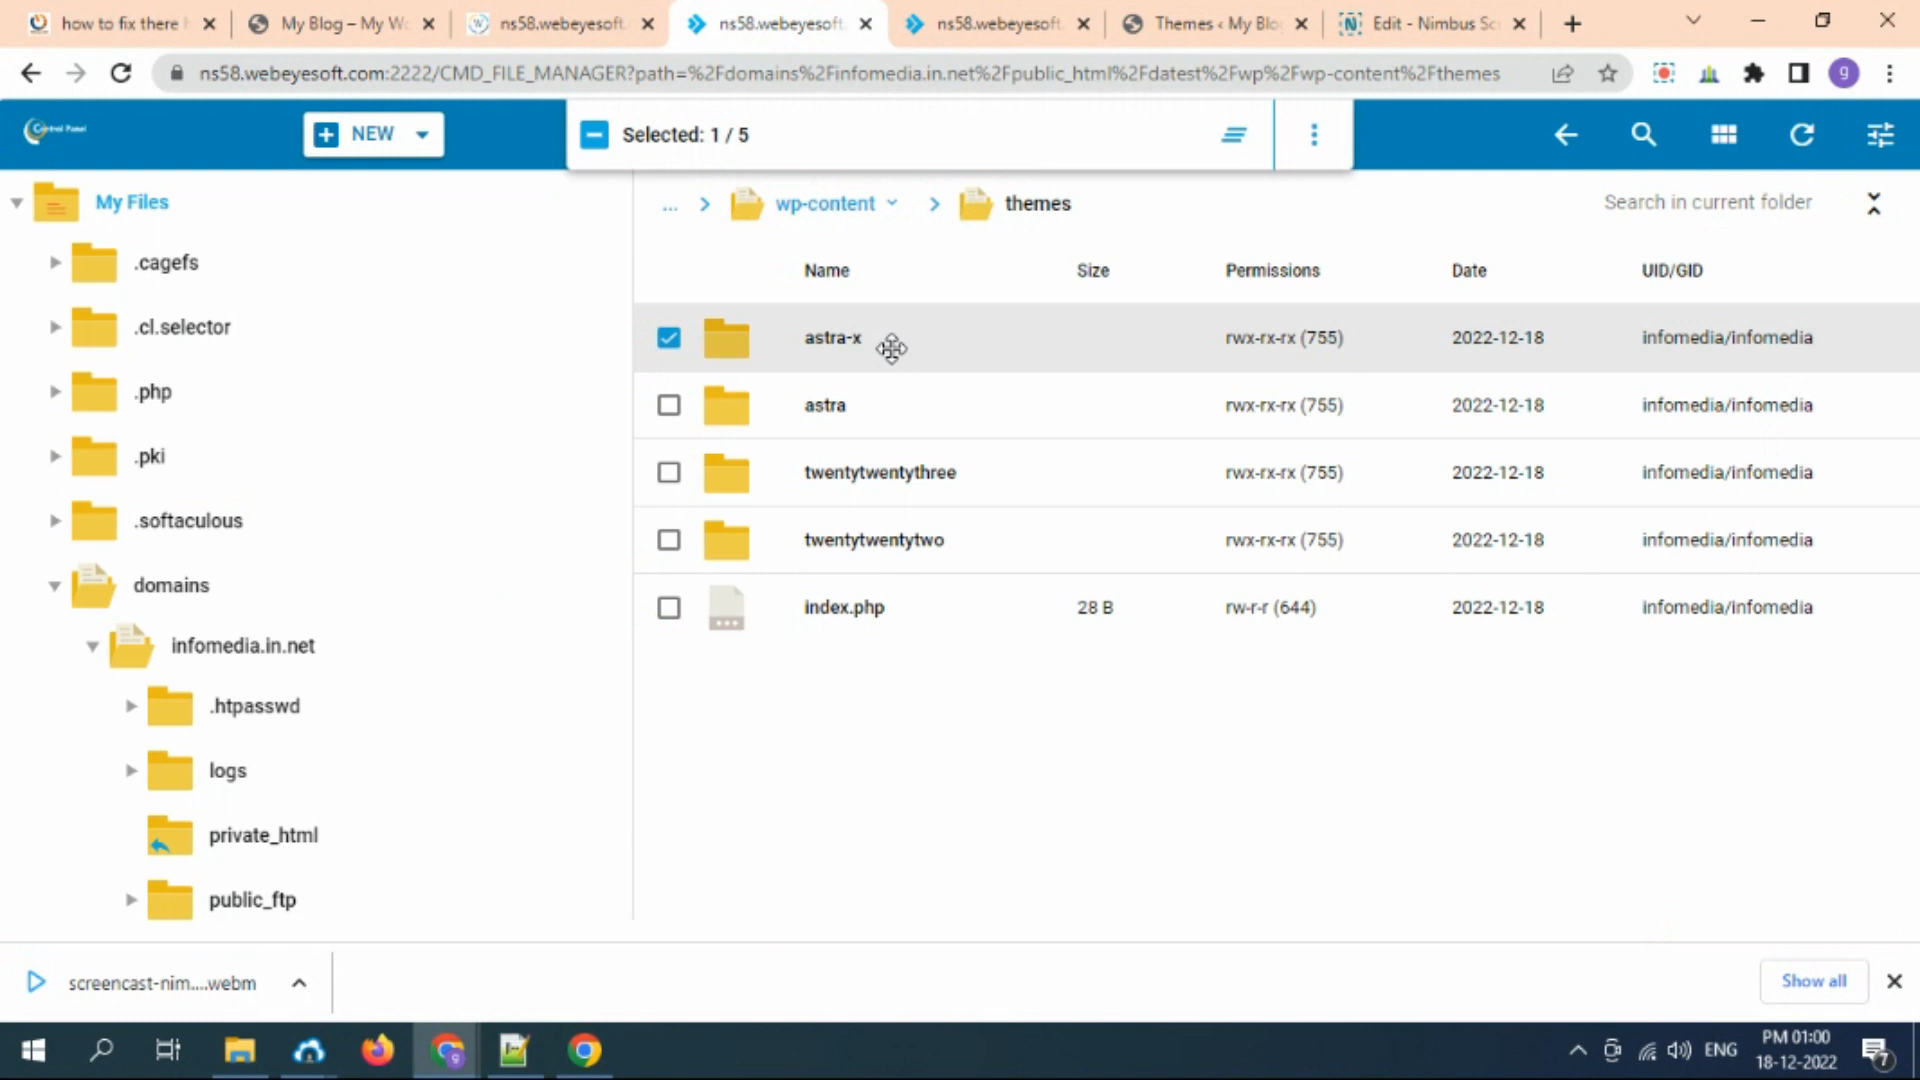 how to fix there
My Blog – My Wo
ns58.webeyesoft.
ns58.webeyesoft.
ns58.webeyesoft.
Themes ‹ My Blo
Edit - Nimbus Sc
ns58.webeyesoft.com:2222/CMD_FILE_MANAGER?path=%2Fdomains%2Finfomedia.in.net%2Fpublic_html%2Fdatest%2Fwp%2Fwp-content%2Fthemes
g
Control Panel
NEW
Selected: 1 / 5
My Files
.cagefs
.cl.selector
.php
.pki
.softaculous
domains
infomedia.in.net
.htpasswd
logs
private_html
public_ftp
... > wp-content > themes
Search in current folder
Name Size Permissions Date UID/GID
astra-x rwx-rx-rx (755) 2022-12-18 infomedia/infomedia
astra rwx-rx-rx (755) 2022-12-18 infomedia/infomedia
twentytwentythree rwx-rx-rx (755) 2022-12-18 infomedia/infomedia
twentytwentytwo rwx-rx-rx (755) 2022-12-18 infomedia/infomedia
index.php 28 B rw-r-r (644) 2022-12-18 infomedia/infomedia
screencast-nim....webm
Show all
ENG
PM 01:00
18-12-2022
7